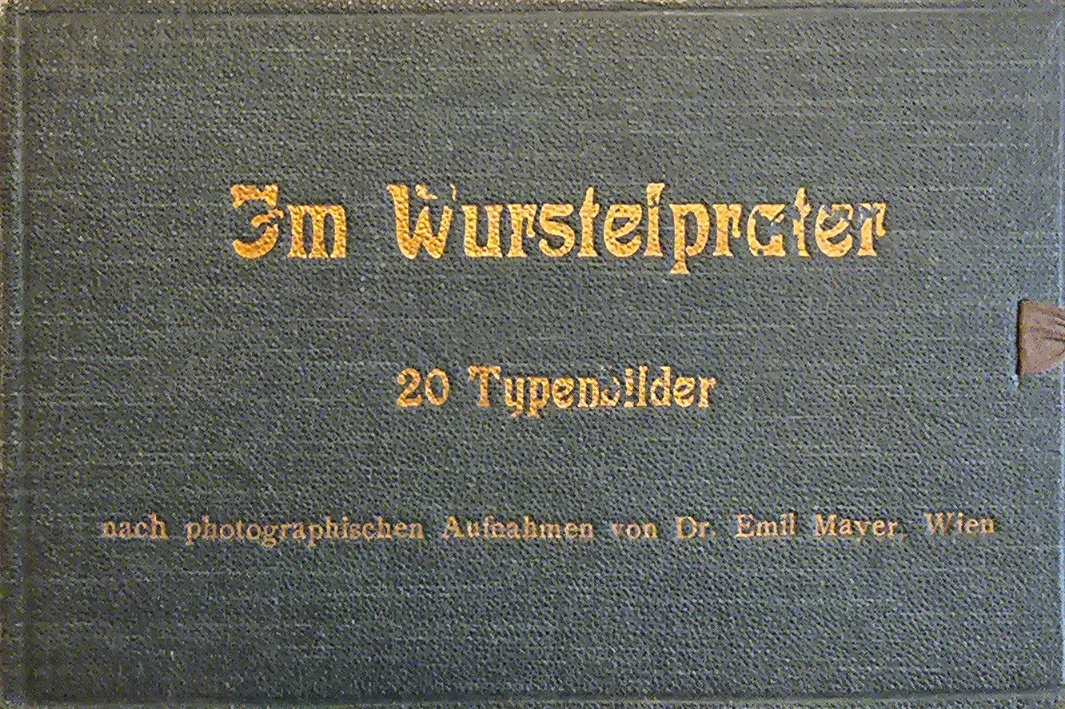 Im Wurstelprater
20 Typenbilder
nach photographischen Aufnahmen von Dr. Emil Mayer, Wien